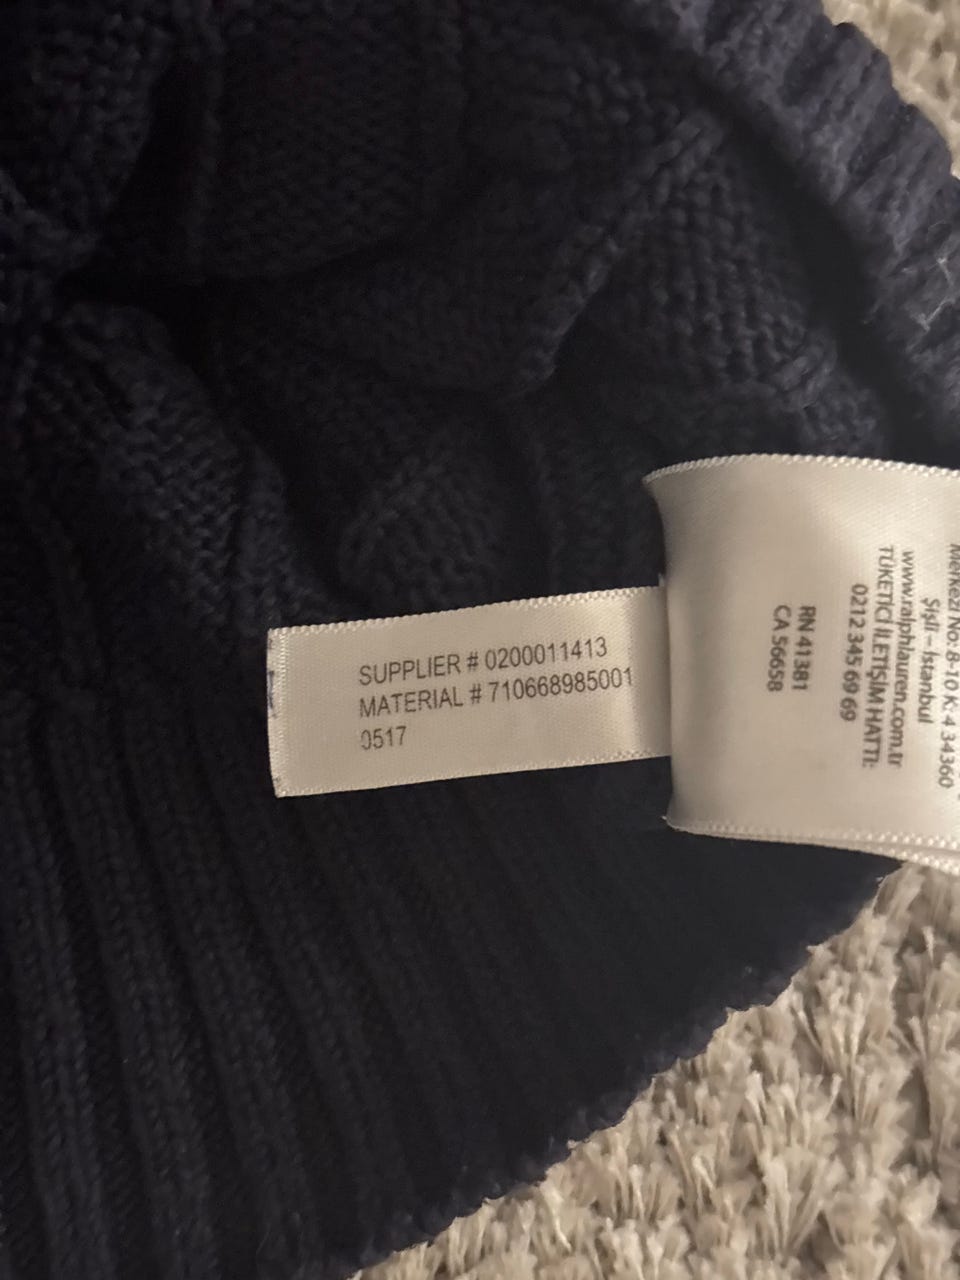 SUPPLIER # 0200011413
MATERIAL # 710668985001
0517
Merkezi No:8-10 K:4 34360
Şişli – İstanbul
www.ralphlauren.com.tr
TÜKETİCİ İLETİŞİM HATTI:
0212 345 69 69
RN 41381
CA 56658